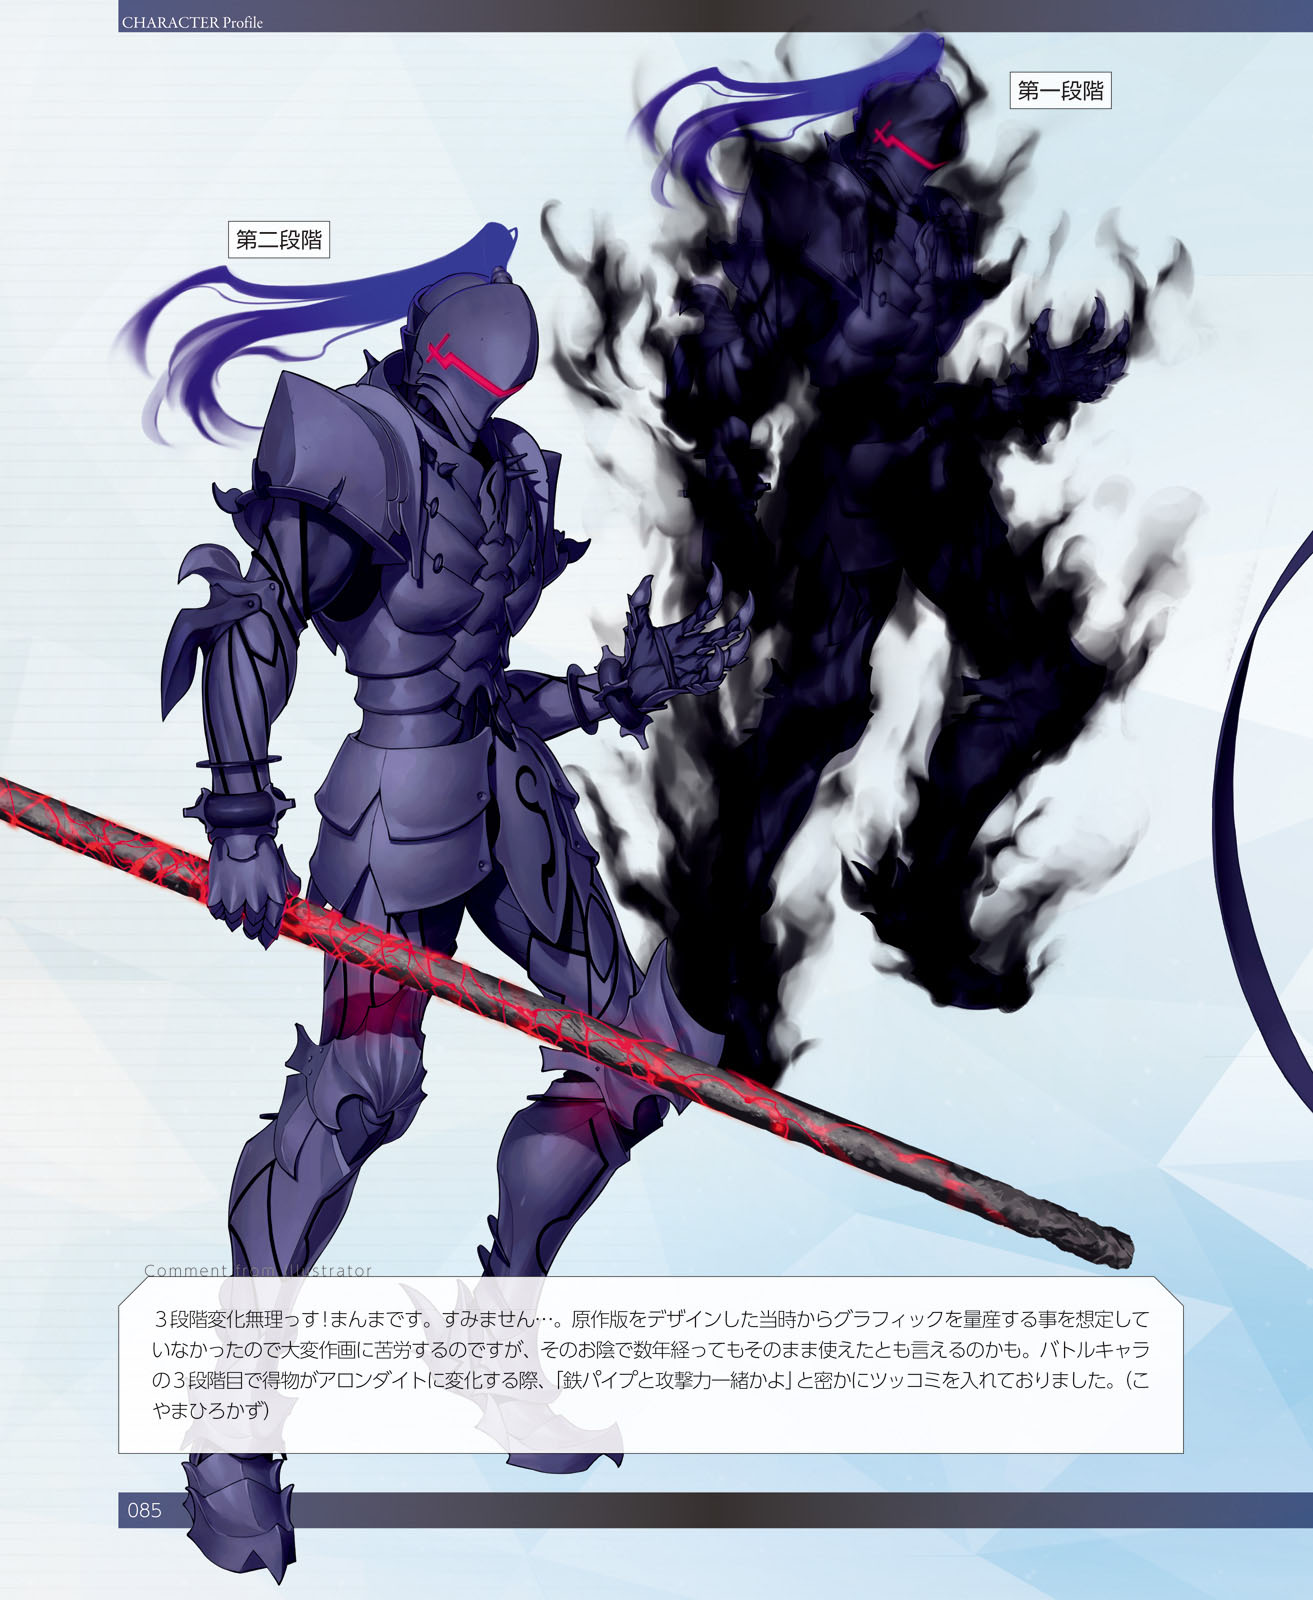 CHARACTER Profile
第一段階
第二段階
Comment from Illustrator
３段階変化無理っす！まんまです。すみません…。原作版をデザインした当時からグラフィックを量産する事を想定して
いなかったので大変作画に苦労するのですが、そのお陰で数年経ってもそのまま使えたとも言えるのかも。バトルキャラ
の３段階目で得物がアロンダイトに変化する際、「鉄パイプと攻撃力一緒かよ」と密かにツッコミを入れておりました。（こ
やまひろかず）
085